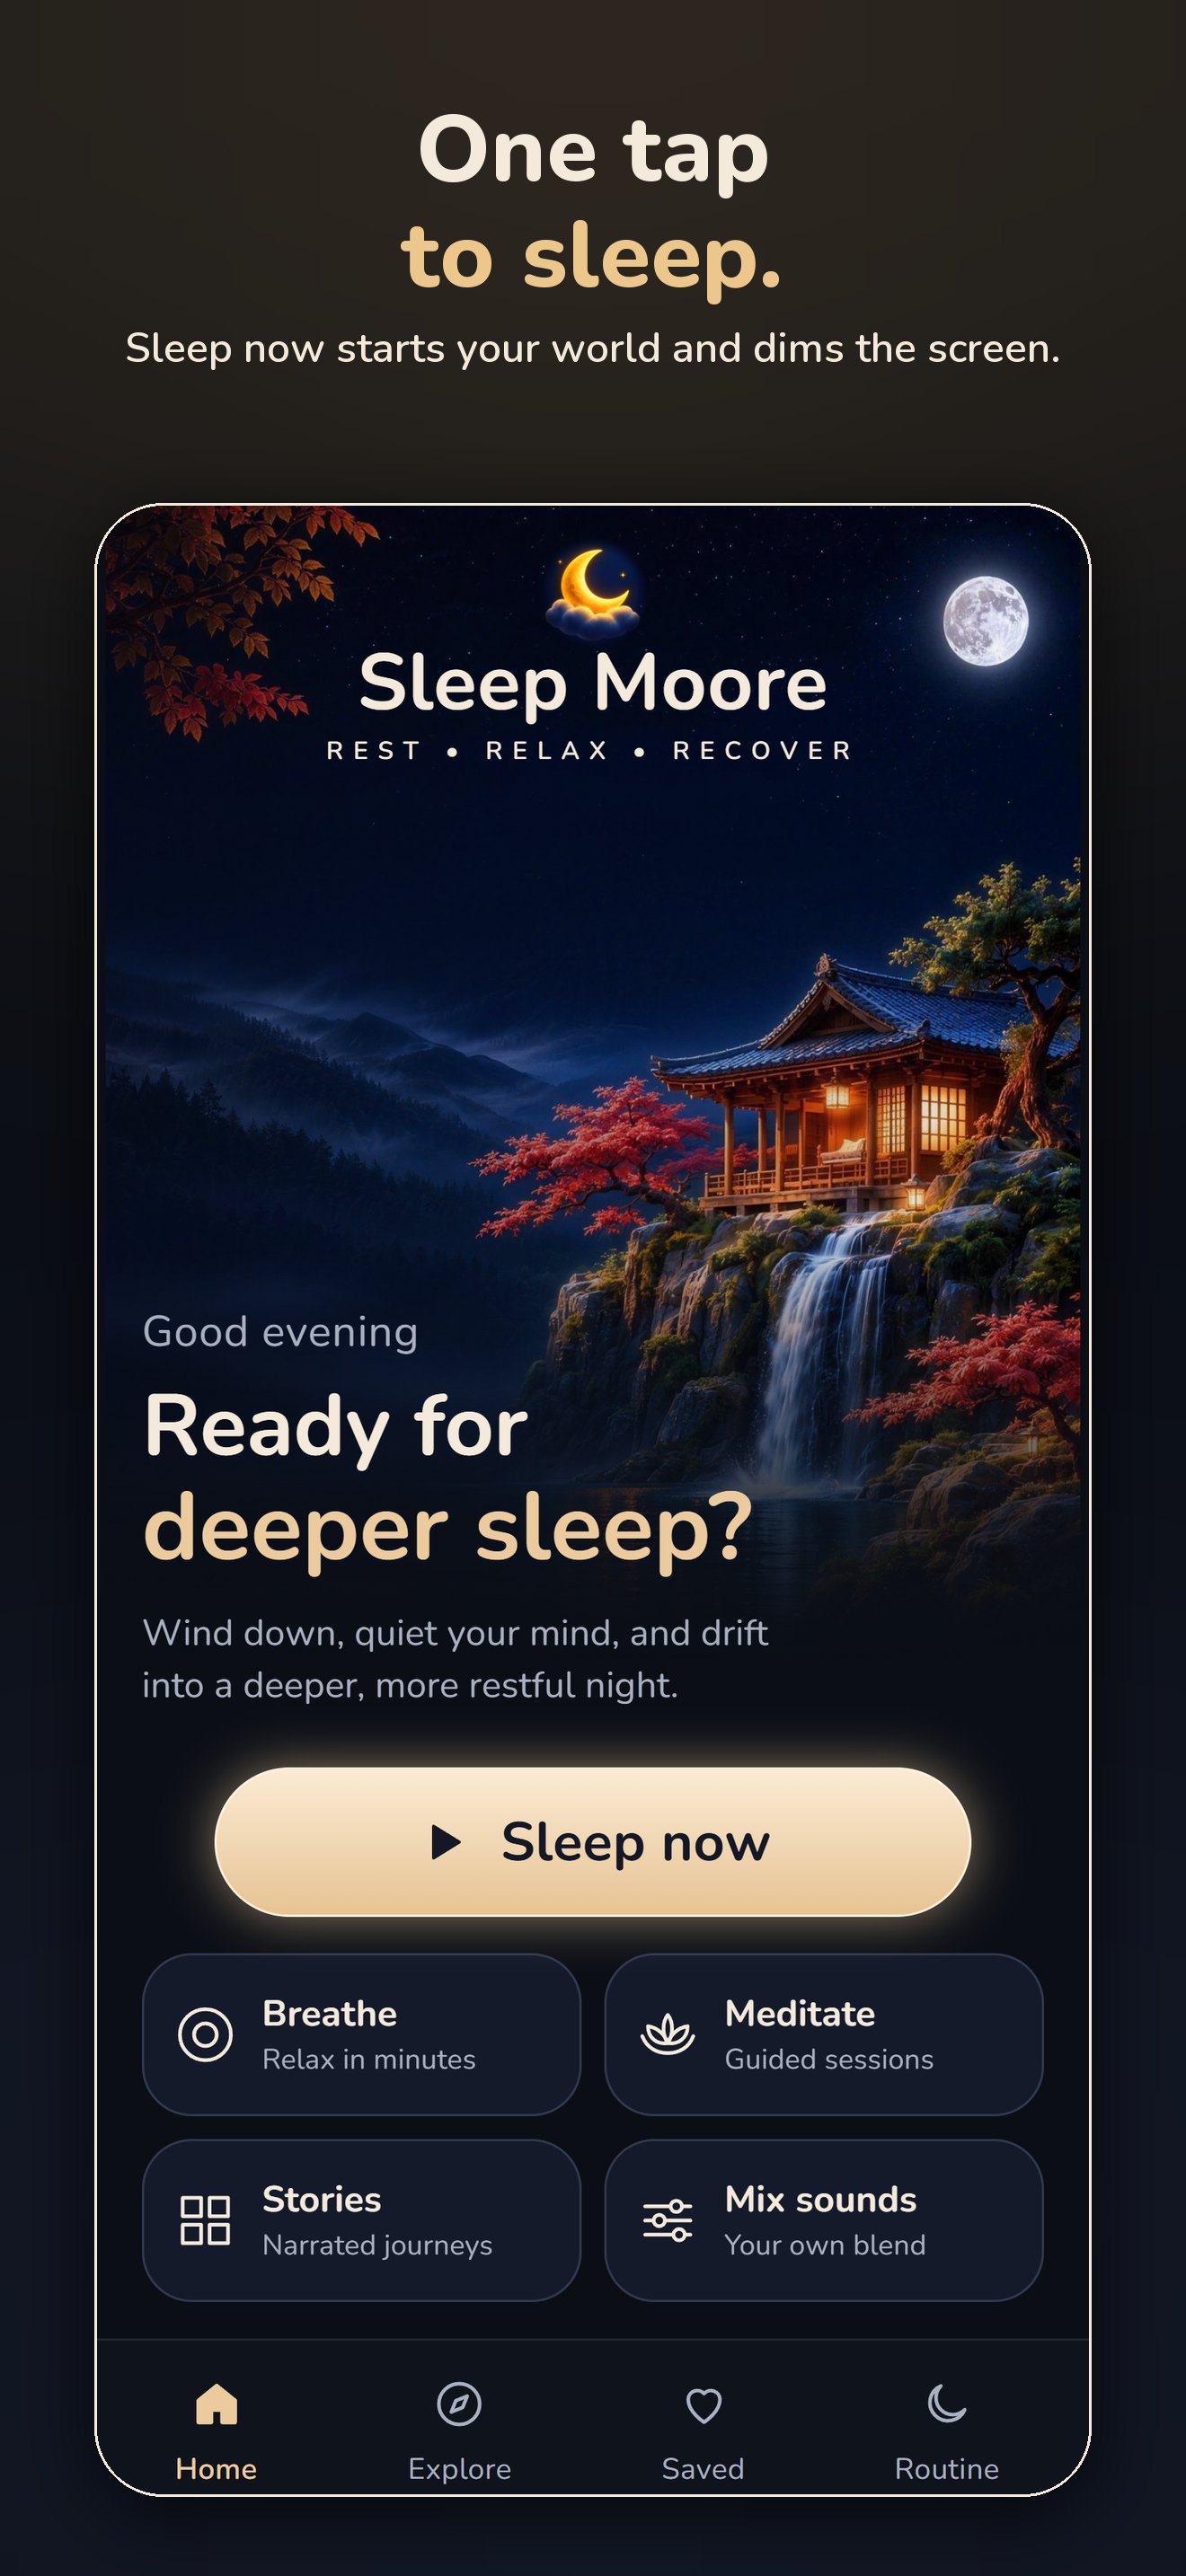 One tap
to sleep.
Sleep now starts your world and dims the screen.
Sleep Moore
REST • RELAX • RECOVER
Good evening
Ready for
deeper sleep?
Wind down, quiet your mind, and drift
into a deeper, more restful night.
Sleep now
Breathe
Relax in minutes
Meditate
Guided sessions
Stories
Narrated journeys
Mix sounds
Your own blend
Home
Explore
Saved
Routine